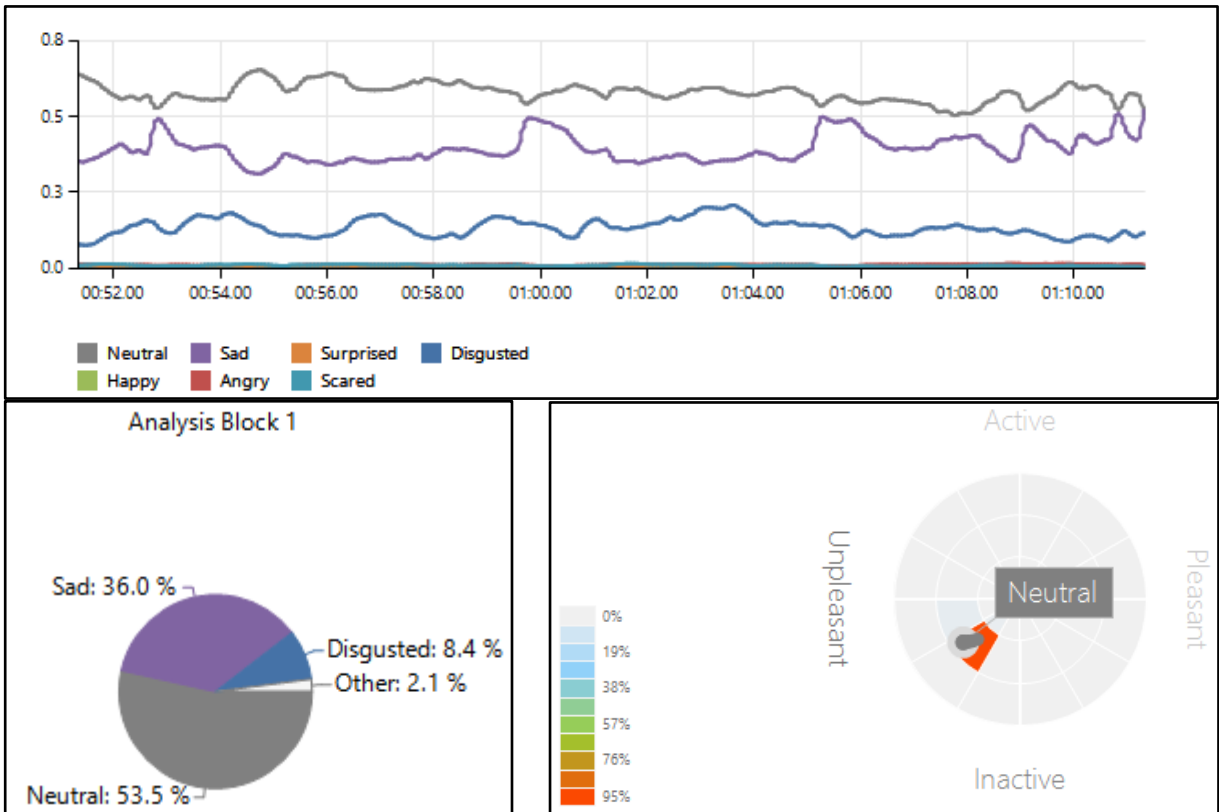 0.8
0.5
0.3
0.0
00:52.00 00:54.00 00:56.00 00:58.00 01:00.00 01:02.00 01:04.00 01:06.00 01:08.00 01:10.00
Neutral Sad Surprised Disgusted
Happy Angry Scared
Analysis Block 1
Sad: 36.0 %
Disgusted: 8.4 %
Other: 2.1 %
Neutral: 53.5 %
Active
Unpleasant
Pleasant
Neutral
Inactive
0%
19%
38%
57%
76%
95%